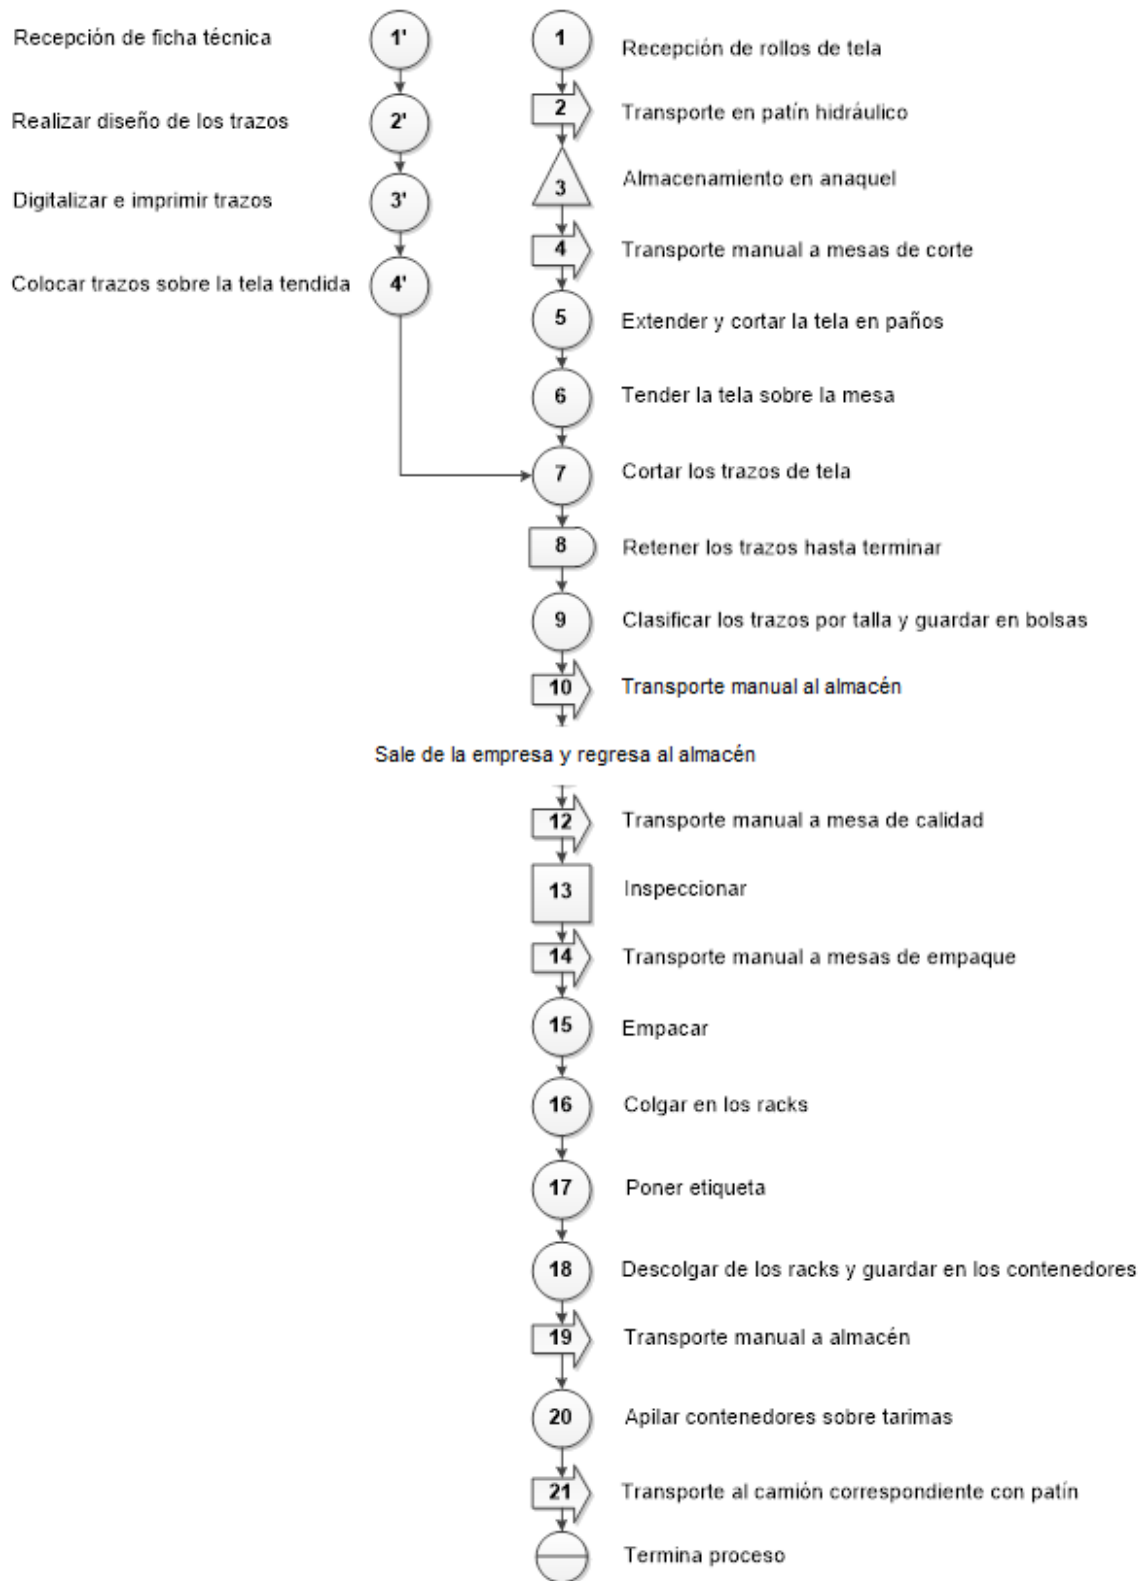 Recepción de ficha técnica 1' 1 Recepción de rollos de tela
Realizar diseño de los trazos 2' 2 Transporte en patín hidráulico
Digitalizar e imprimir trazos 3' 3 Almacenamiento en anaquel
4 Transporte manual a mesas de corte
Colocar trazos sobre la tela tendida 4'
5 Extender y cortar la tela en paños
6 Tender la tela sobre la mesa
7 Cortar los trazos de tela
8 Retener los trazos hasta terminar
9 Clasificar los trazos por talla y guardar en bolsas
10 Transporte manual al almacén
Sale de la empresa y regresa al almacén
12 Transporte manual a mesa de calidad
13 Inspeccionar
14 Transporte manual a mesas de empaque
15 Empacar
16 Colgar en los racks
17 Poner etiqueta
18 Descolgar de los racks y guardar en los contenedores
19 Transporte manual a almacén
20 Apilar contenedores sobre tarimas
21 Transporte al camión correspondiente con patín
Termina proceso